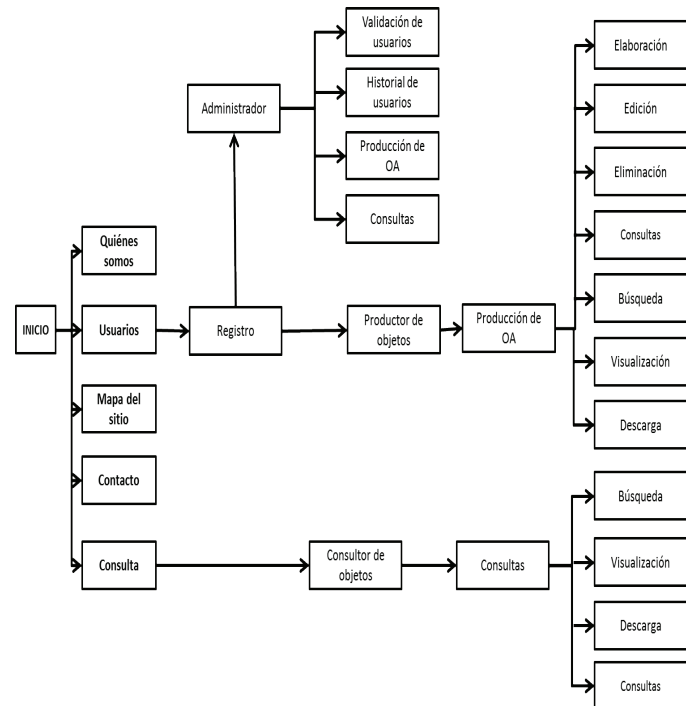 Validación de
usuarios
Historial de
usuarios
Administrador
Producción de
OA
Consultas
Elaboración
Edición
Eliminación
Consultas
Búsqueda
Visualización
Descarga
Quiénes
somos
INICIO
Usuarios
Registro
Productor de
objetos
Producción de
OA
Mapa del
sitio
Contacto
Consulta
Consultor de
objetos
Consultas
Búsqueda
Visualización
Descarga
Consultas